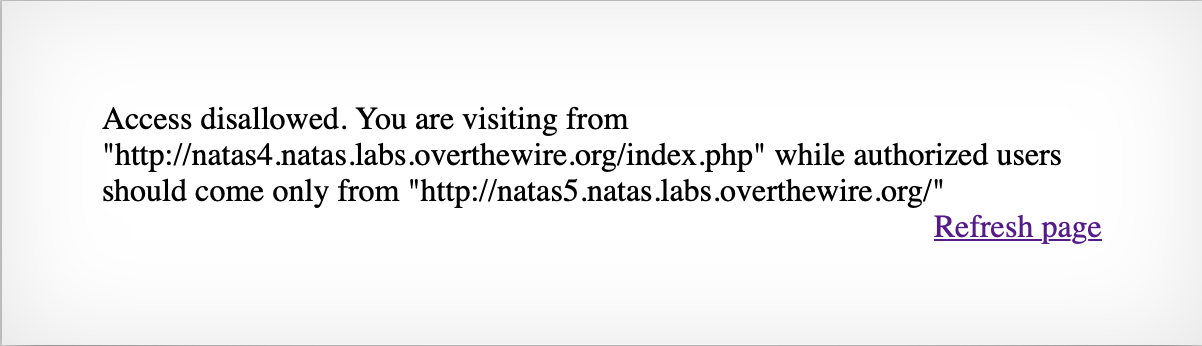 Access disallowed. You are visiting from
"http://natas4.natas.labs.overthewire.org/index.php" while authorized users
should come only from "http://natas5.natas.labs.overthewire.org/"
Refresh page